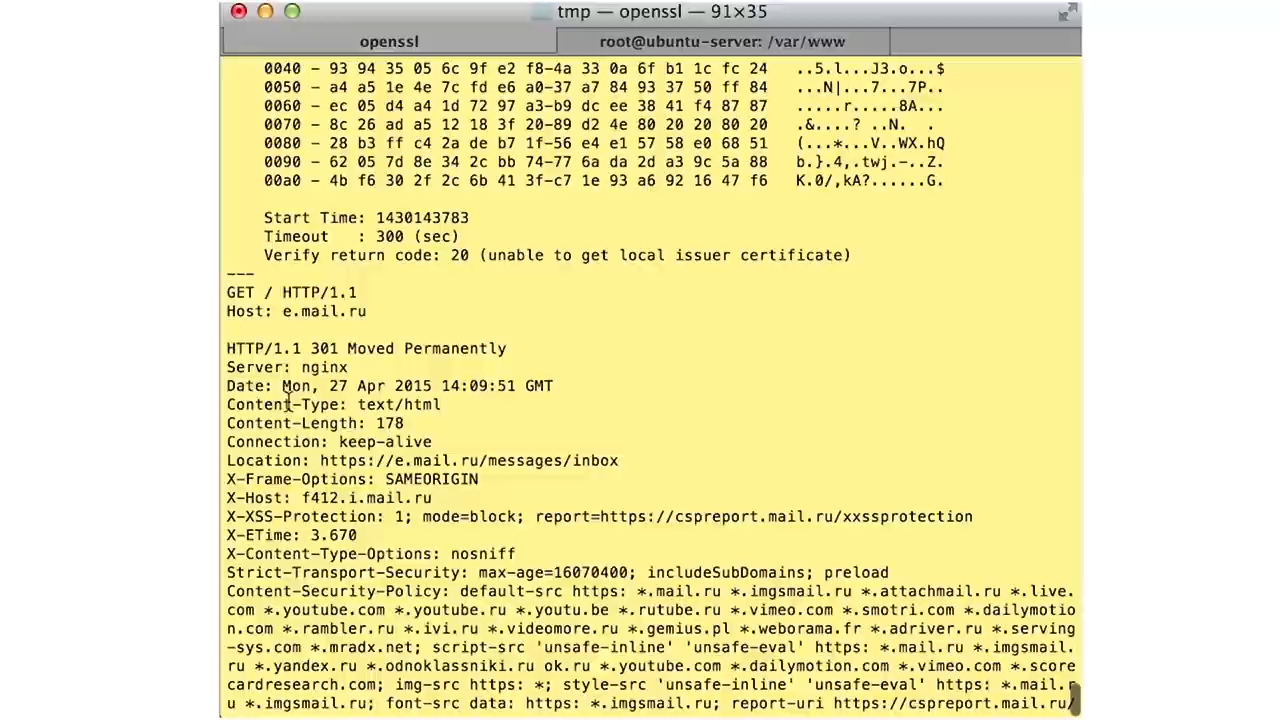 tmp — openssl — 91×35
openssl
root@ubuntu-server: /var/www
0040 - 93 94 35 05 6c 9f e2 f8-4a 33 0a 6f b1 1c fc 24   ..5.l...J3.o...$
0050 - a4 a5 1e 4e 7c fd e6 a0-37 a7 84 93 37 50 ff 84   ...N|...7...7P..
0060 - ec 05 d4 a4 1d 72 97 a3-b9 dc ee 38 41 f4 87 87   .....r.....8A...
0070 - 8c 26 ad a5 12 18 3f 20-89 d2 4e 80 20 20 80 20   .&....? ..N.  . 
0080 - 28 b3 ff c4 2a de b7 1f-56 e4 e1 57 58 e0 68 51   (...*...V..WX.hQ
0090 - 62 05 7d 8e 34 2c bb 74-77 6a da 2d a3 9c 5a 88   b.}.4,.twj.-..Z.
00a0 - 4b f6 30 2f 2c 6b 41 3f-c7 1e 93 a6 92 16 47 f6   K.0/,kA?......G.
Start Time: 1430143783
Timeout   : 300 (sec)
Verify return code: 20 (unable to get local issuer certificate)
---
GET / HTTP/1.1
Host: e.mail.ru
HTTP/1.1 301 Moved Permanently
Server: nginx
Date: Mon, 27 Apr 2015 14:09:51 GMT
Content-Type: text/html
Content-Length: 178
Connection: keep-alive
Location: https://e.mail.ru/messages/inbox
X-Frame-Options: SAMEORIGIN
X-Host: f412.i.mail.ru
X-XSS-Protection: 1; mode=block; report=https://cspreport.mail.ru/xxssprotection
X-ETime: 3.670
X-Content-Type-Options: nosniff
Strict-Transport-Security: max-age=16070400; includeSubDomains; preload
Content-Security-Policy: default-src https: *.mail.ru *.imgsmail.ru *.attachmail.ru *.live.
com *.youtube.com *.youtube.ru *.youtu.be *.rutube.ru *.vimeo.com *.smotri.com *.dailymotio
n.com *.rambler.ru *.ivi.ru *.videomore.ru *.gemius.pl *.weborama.fr *.adriver.ru *.serving
-sys.com *.mradx.net; script-src 'unsafe-inline' 'unsafe-eval' https: *.mail.ru *.imgsmail.
ru *.yandex.ru *.odnoklassniki.ru ok.ru *.youtube.com *.dailymotion.com *.vimeo.com *.score
cardresearch.com; img-src https: *; style-src 'unsafe-inline' 'unsafe-eval' https: *.mail.r
u *.imgsmail.ru; font-src data: https: *.imgsmail.ru; report-uri https://cspreport.mail.ru/